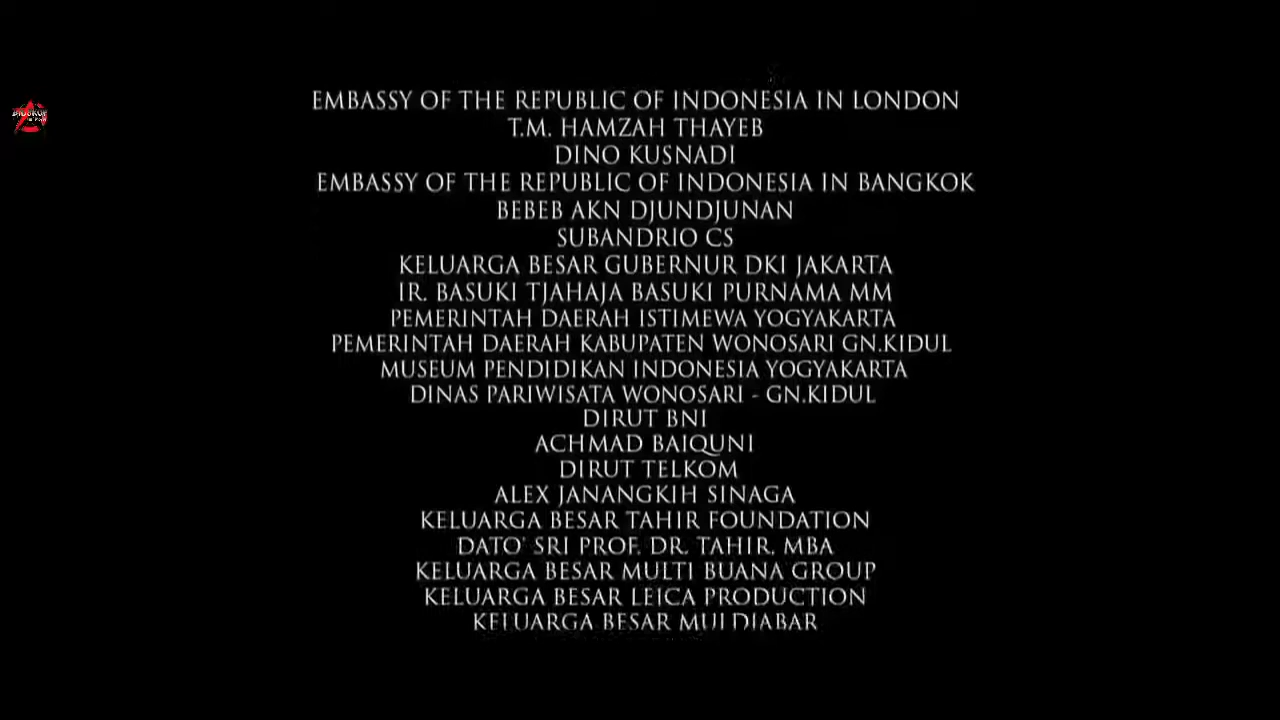 EMBASSY OF THE REPUBLIC OF INDONESIA IN LONDON
T.M. HAMZAH THAYEB
DINO KUSNADI
EMBASSY OF THE REPUBLIC OF INDONESIA IN BANGKOK
BEBEB AKN DJUNDJUNAN
SUBANDRIO CS
KELUARGA BESAR GUBERNUR DKI JAKARTA
IR. BASUKI TJAHAJA BASUKI PURNAMA MM
PEMERINTAH DAERAH ISTIMEWA YOGYAKARTA
PEMERINTAH DAERAH KABUPATEN WONOSARI GN.KIDUL
MUSEUM PENDIDIKAN INDONESIA YOGYAKARTA
DINAS PARIWISATA WONOSARI - GN.KIDUL
DIRUT BNI
ACHMAD BAIQUNI
DIRUT TELKOM
ALEX JANANGKIH SINAGA
KELUARGA BESAR TAHIR FOUNDATION
DATO' SRI PROF. DR. TAHIR, MBA
KELUARGA BESAR MULTI BUANA GROUP
KELUARGA BESAR LEICA PRODUCTION
KELUARGA BESAR